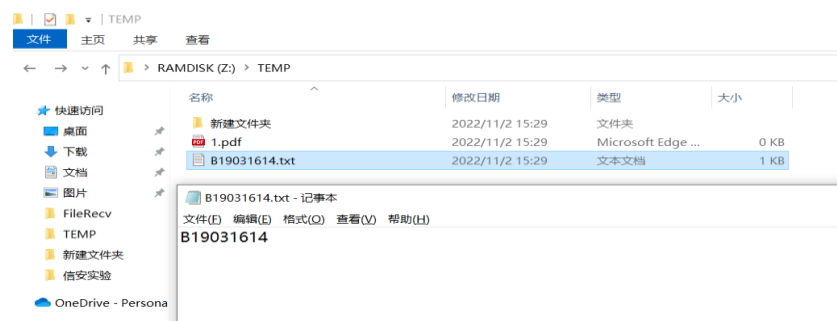 TEMP
文件 主页 共享 查看
RAMDISK (Z:) > TEMP
名称 修改日期 类型 大小
快速访问
桌面
下载
文档
图片
FileRecv
TEMP
新建文件夹
信安实验
OneDrive - Persona
新建文件夹 2022/11/2 15:29 文件夹
1.pdf 2022/11/2 15:29 Microsoft Edge ... 0 KB
B19031614.txt 2022/11/2 15:29 文本文档 1 KB
B19031614.txt - 记事本
文件(F) 编辑(E) 格式(O) 查看(V) 帮助(H)
B19031614